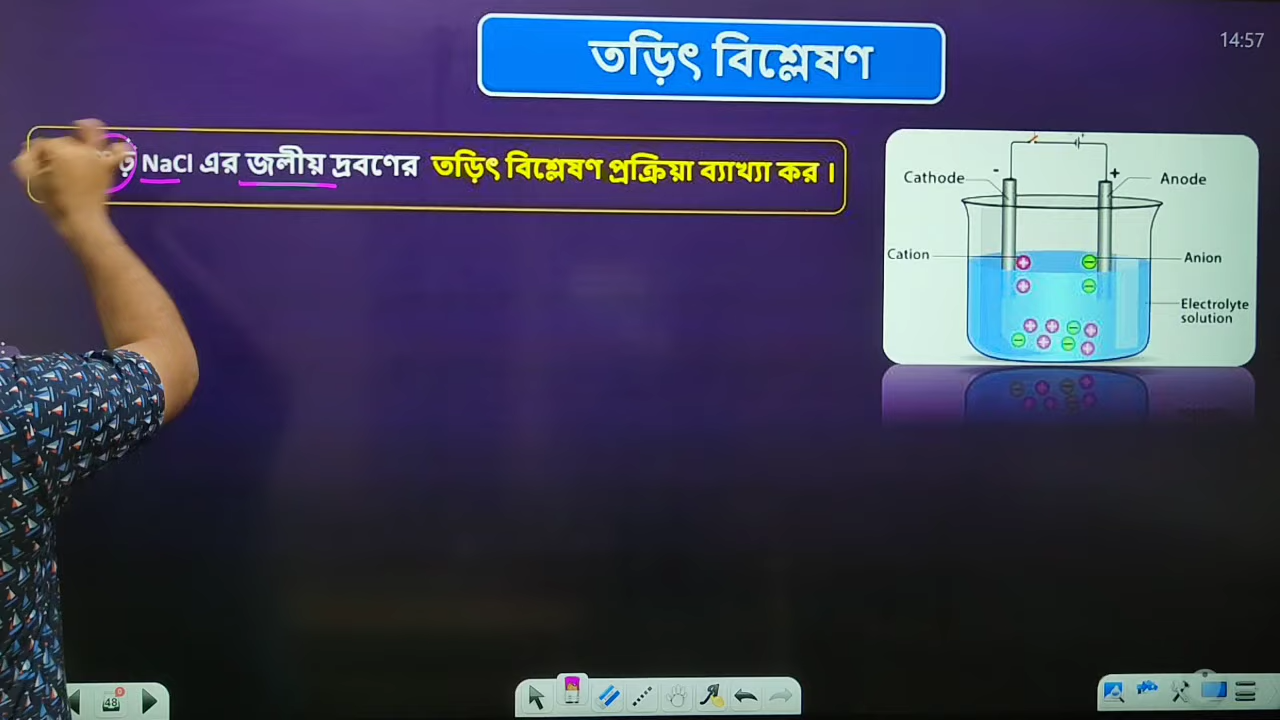 তড়িৎ বিশ্লেষণ
14:57
NaCl এর জলীয় দ্রবণের তড়িৎ বিশ্লেষণ প্রক্রিয়া ব্যাখ্যা কর ।
- +
Cathode Anode
Cation Anion
Electrolyte
solution
48